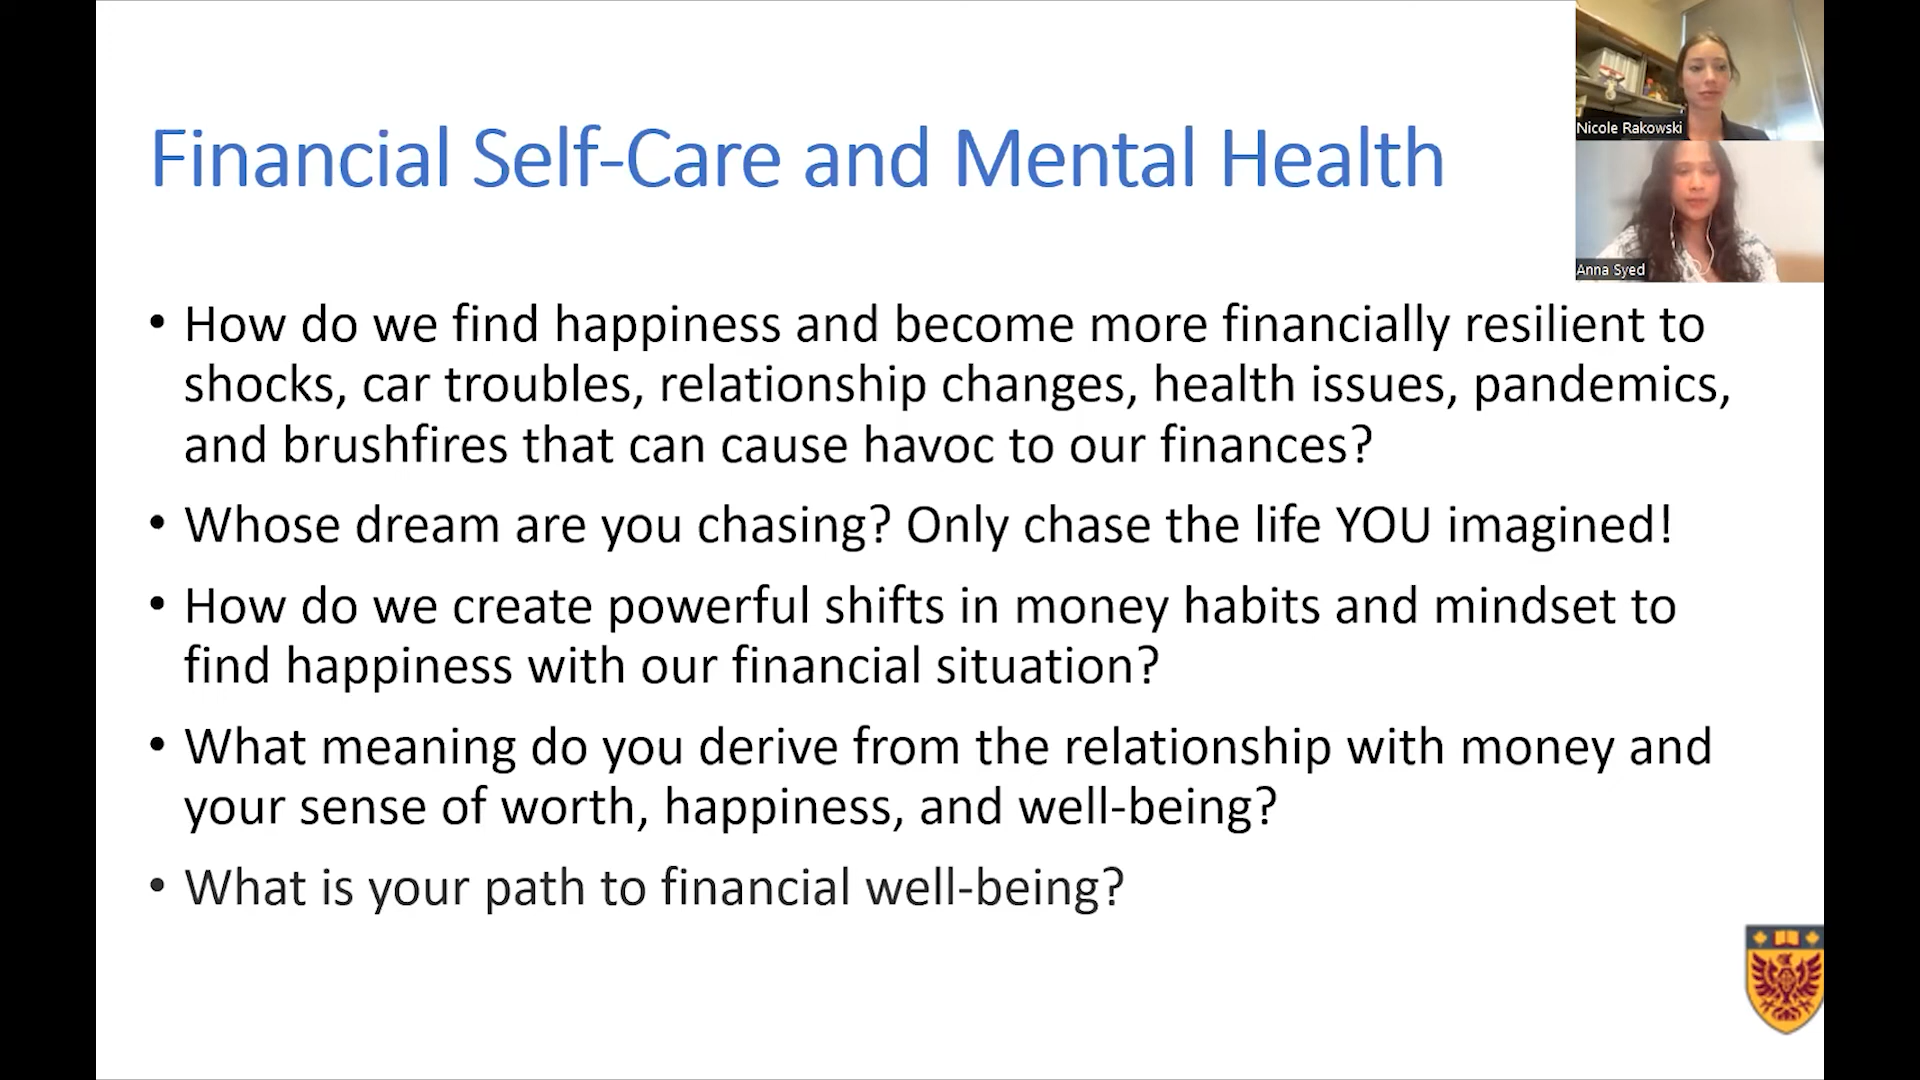 Financial Self-Care and Mental Health
Nicole Rakowski
Anna Syed
• How do we find happiness and become more financially resilient to
shocks, car troubles, relationship changes, health issues, pandemics,
and brushfires that can cause havoc to our finances?
• Whose dream are you chasing? Only chase the life YOU imagined!
• How do we create powerful shifts in money habits and mindset to
find happiness with our financial situation?
• What meaning do you derive from the relationship with money and
your sense of worth, happiness, and well-being?
• What is your path to financial well-being?